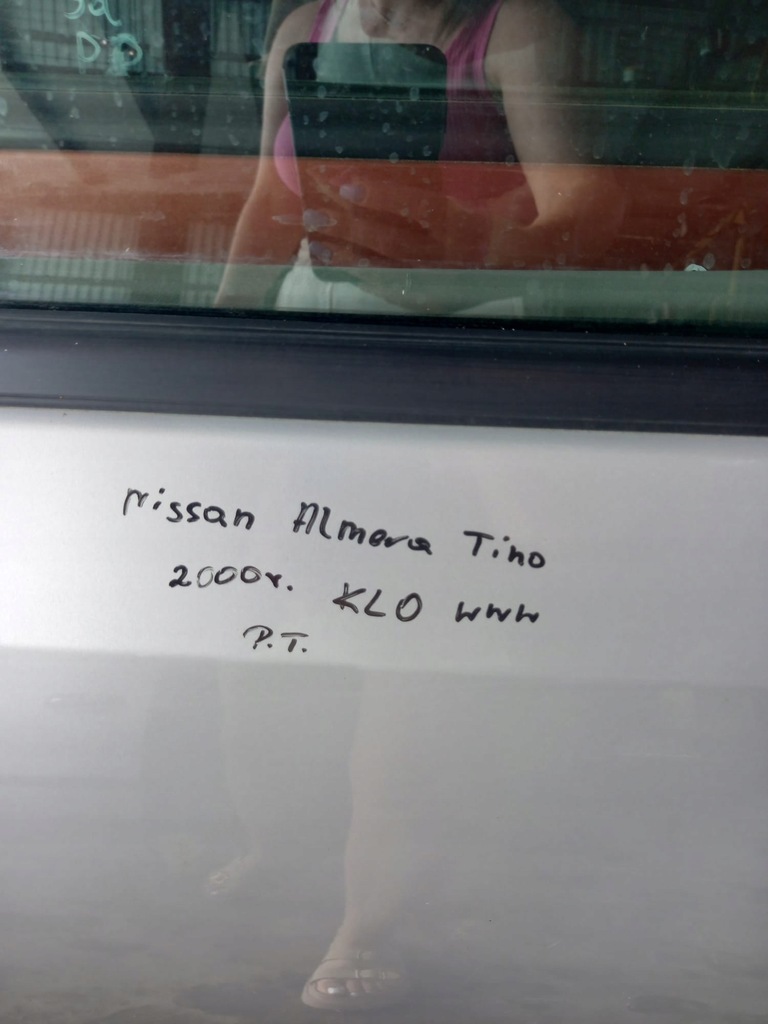 Nissan Almera Tino
2000r. KLO www
P.T.